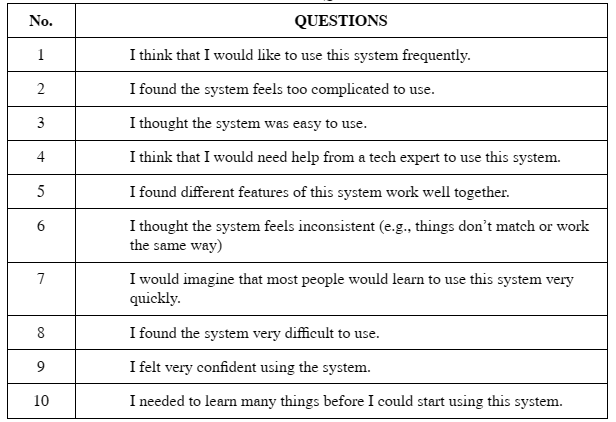 No. QUESTIONS
1 I think that I would like to use this system frequently.
2 I found the system feels too complicated to use.
3 I thought the system was easy to use.
4 I think that I would need help from a tech expert to use this system.
5 I found different features of this system work well together.
6 I thought the system feels inconsistent (e.g., things don’t match or work
the same way)
7 I would imagine that most people would learn to use this system very
quickly.
8 I found the system very difficult to use.
9 I felt very confident using the system.
10 I needed to learn many things before I could start using this system.